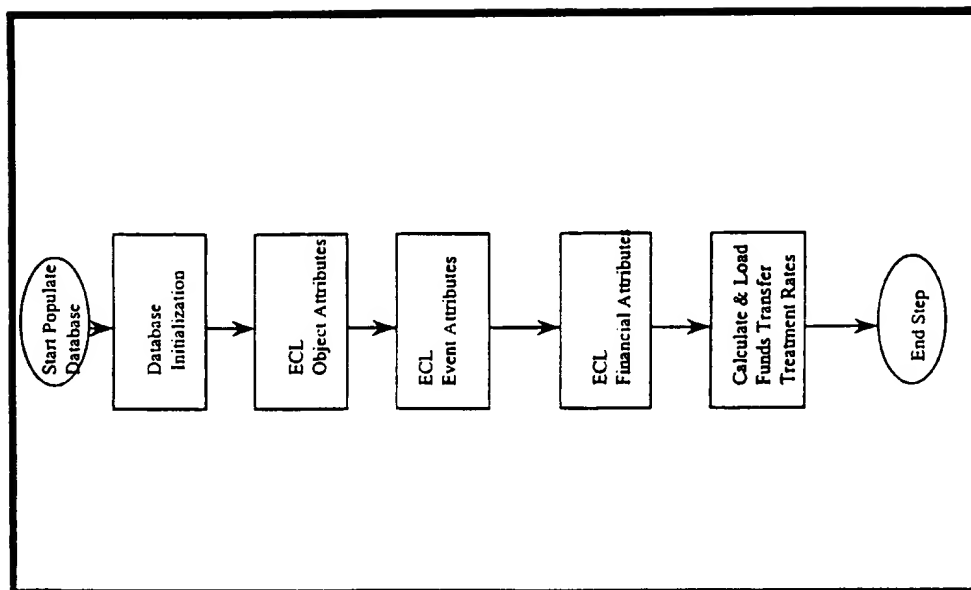 Start Populate
Database
Database
Initialization
ECL
Object Attributes
ECL
Event Attributes
ECL
Financial Attributes
Calculate & Load
Funds Transfer
Treatment Rates
End Step